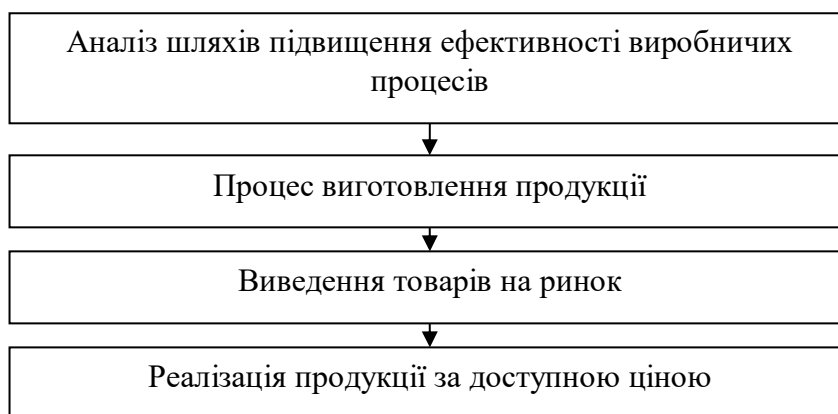 Аналіз шляхів підвищення ефективності виробничих
процесів
Процес виготовлення продукції
Виведення товарів на ринок
Реалізація продукції за доступною ціною